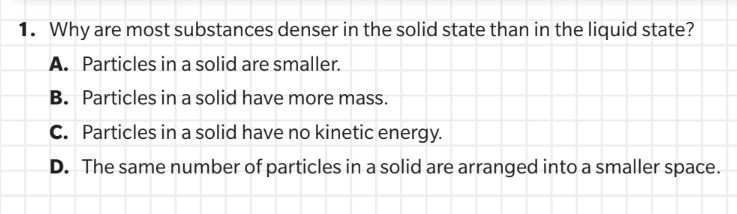 1. Why are most substances denser in the solid state than in the liquid state?
A. Particles in a solid are smaller.
B. Particles in a solid have more mass.
C. Particles in a solid have no kinetic energy.
D. The same number of particles in a solid are arranged into a smaller space.